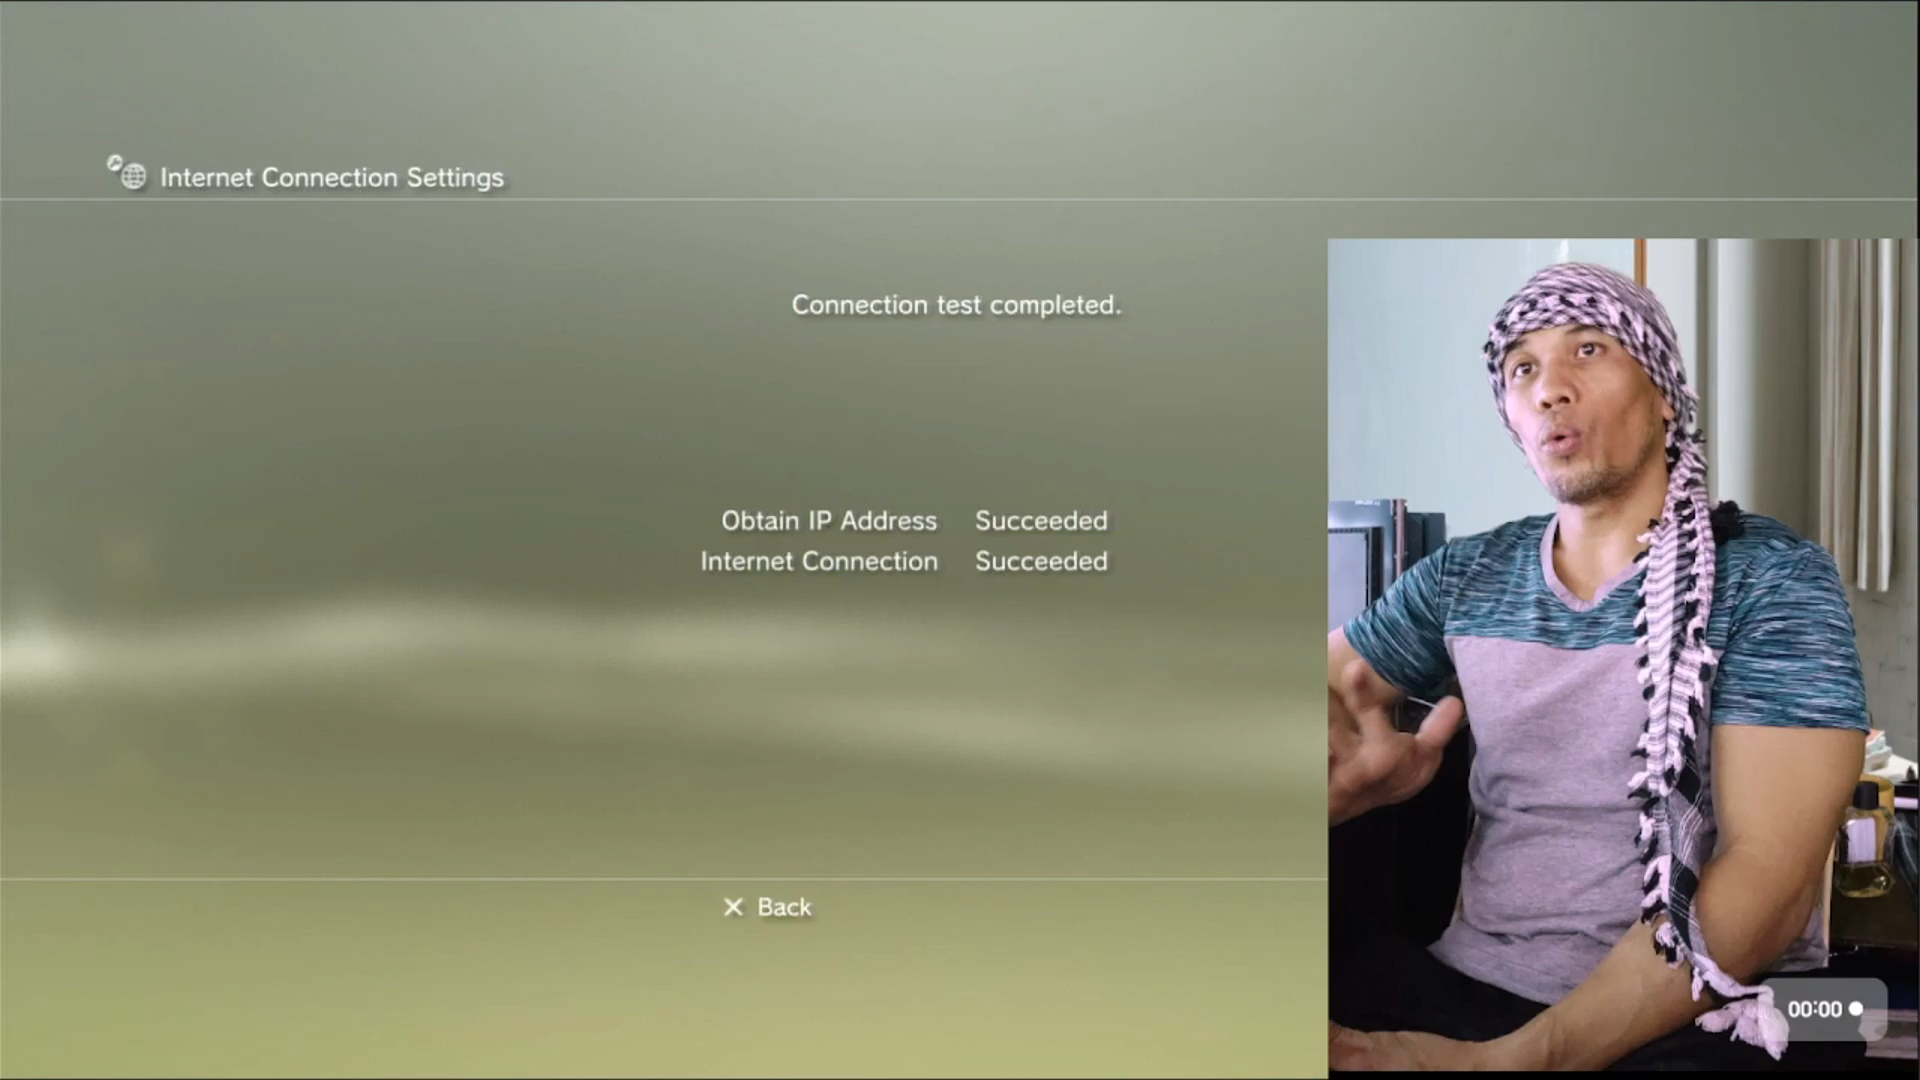 Internet Connection Settings
Connection test completed.
Obtain IP Address Succeeded
Internet Connection Succeeded
Back
00:00